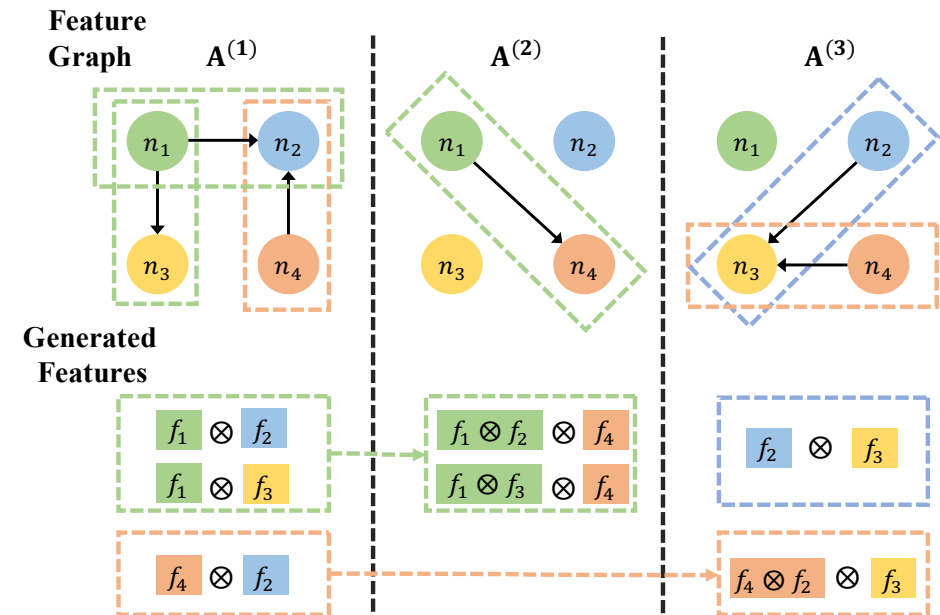 Feature
Graph
A^(1)
A^(2)
A^(3)
n₁
n₂
n₃
n₄
n₁
n₂
n₃
n₄
n₁
n₂
n₃
n₄
Generated
Features
f₁ ⊗ f₂
f₁ ⊗ f₃
f₄ ⊗ f₂
f₁ ⊗ f₂ ⊗ f₄
f₁ ⊗ f₃ ⊗ f₄
f₂ ⊗ f₃
f₄ ⊗ f₂ ⊗ f₃